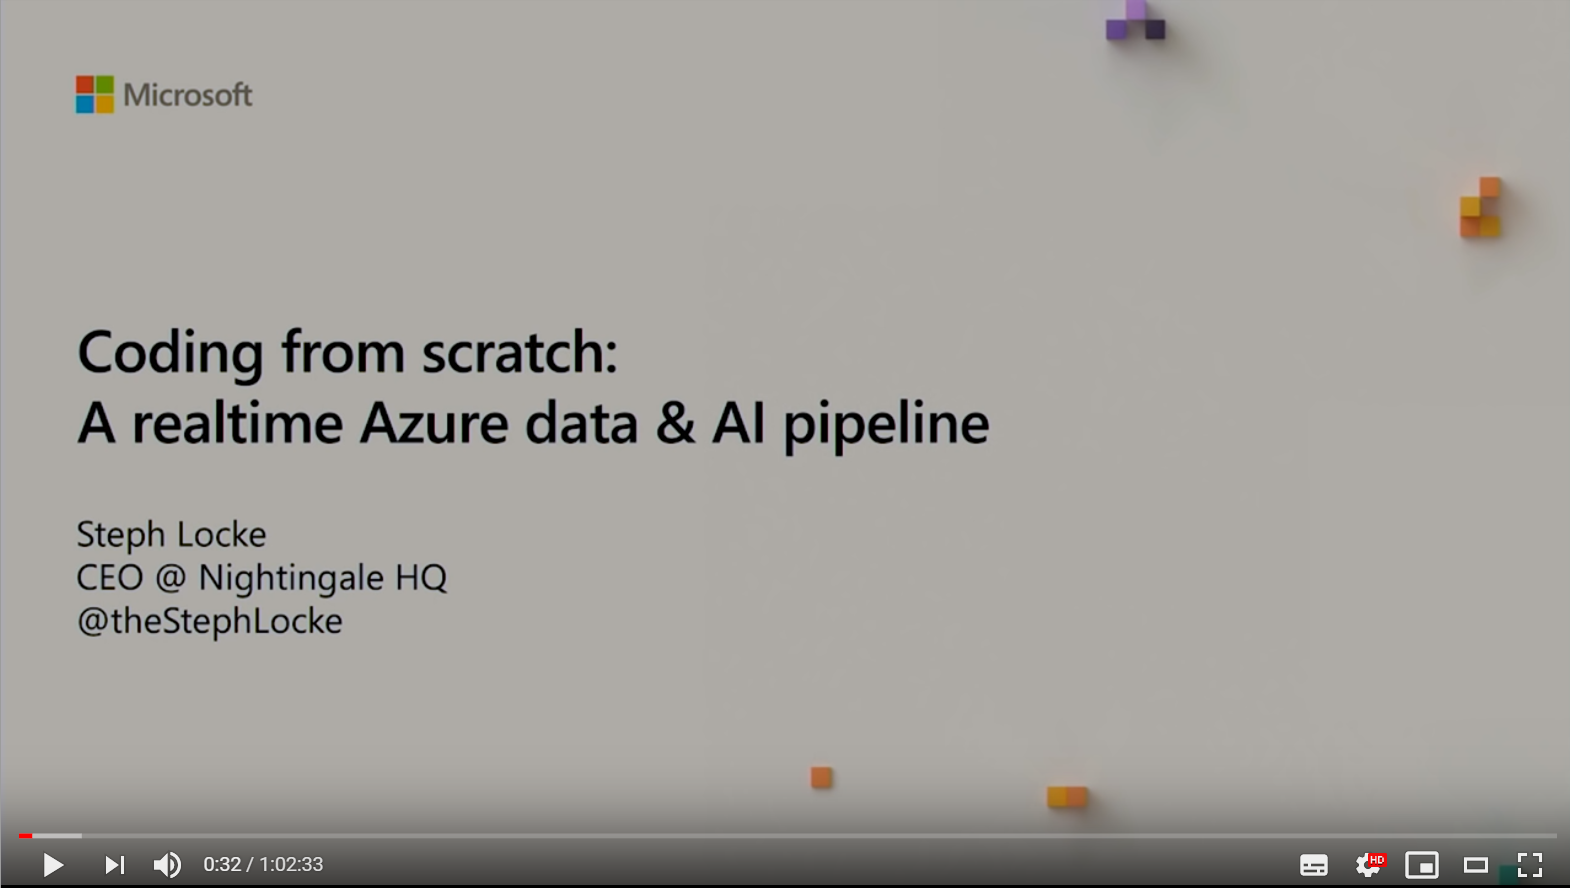 Microsoft
Coding from scratch:
A realtime Azure data & AI pipeline
Steph Locke
CEO @ Nightingale HQ
@theStephLocke
0:32 / 1:02:33
HD